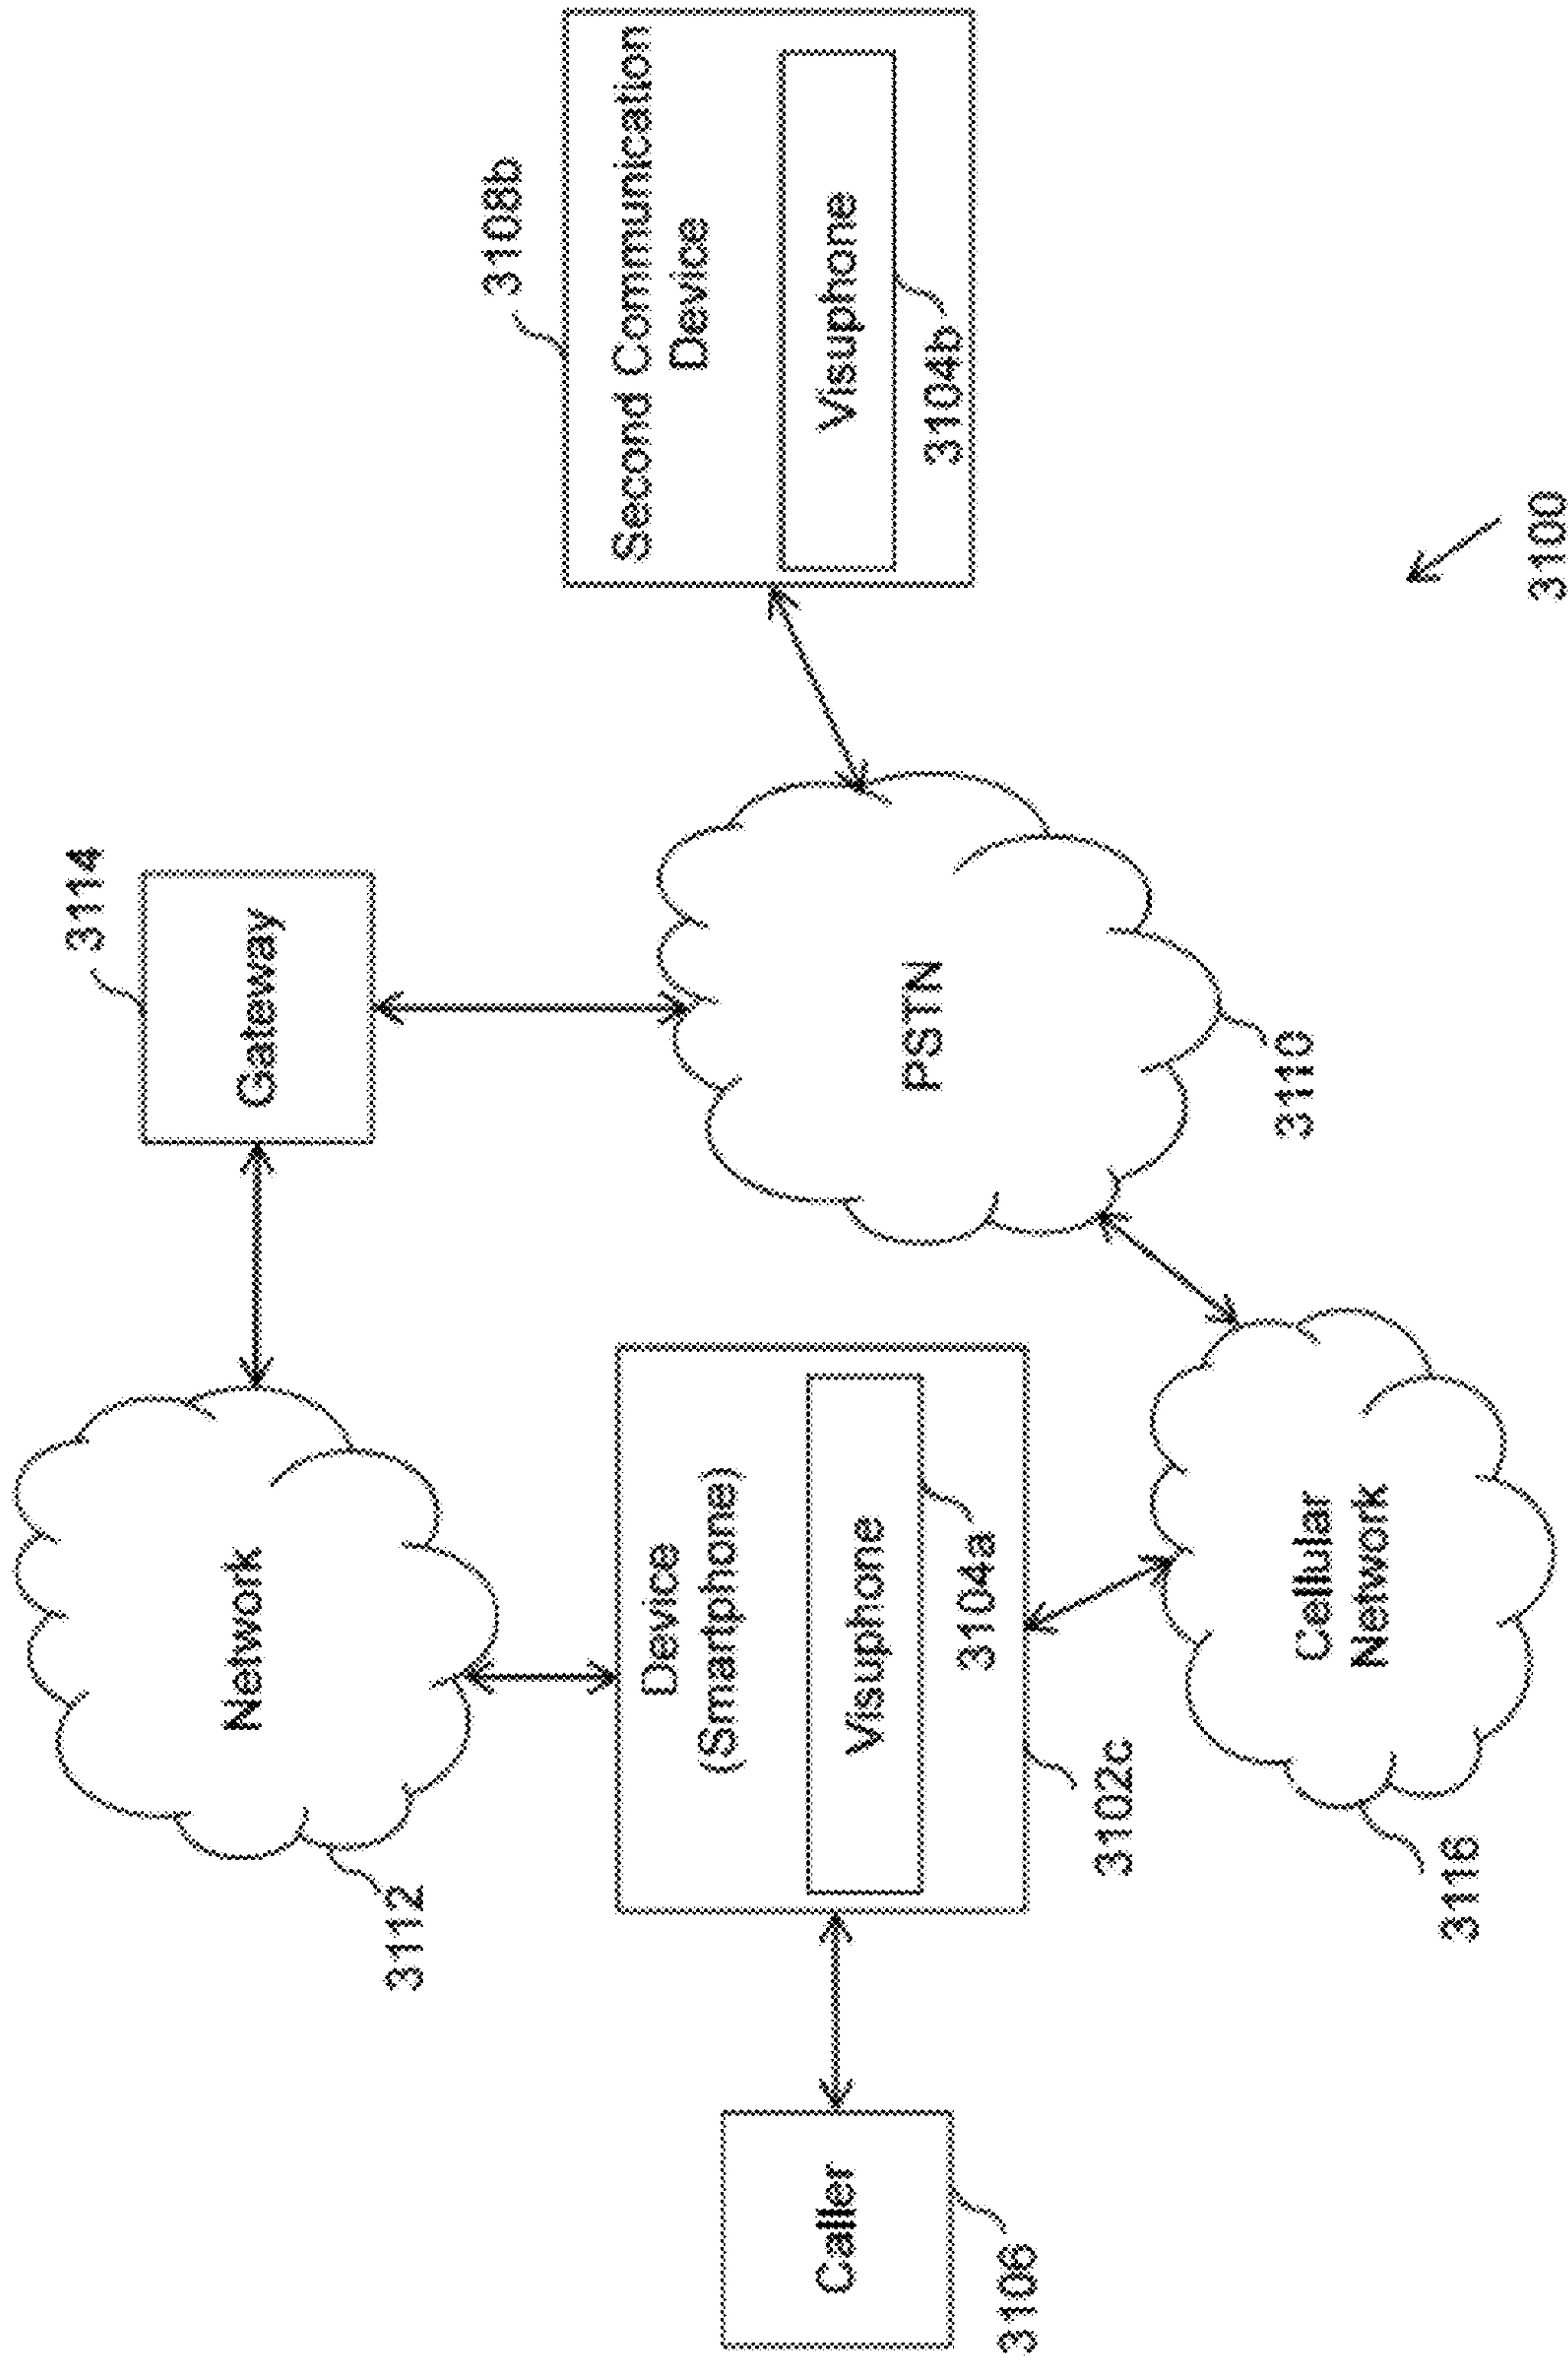 3114
Gateway
Network
3112
3108b
Second Communication
Device
Visuphone
3104b
PSTN
3110
Device
(Smartphone)
Visuphone
3104a
3102c
Caller
3106
Cellular
Network
3116
3100